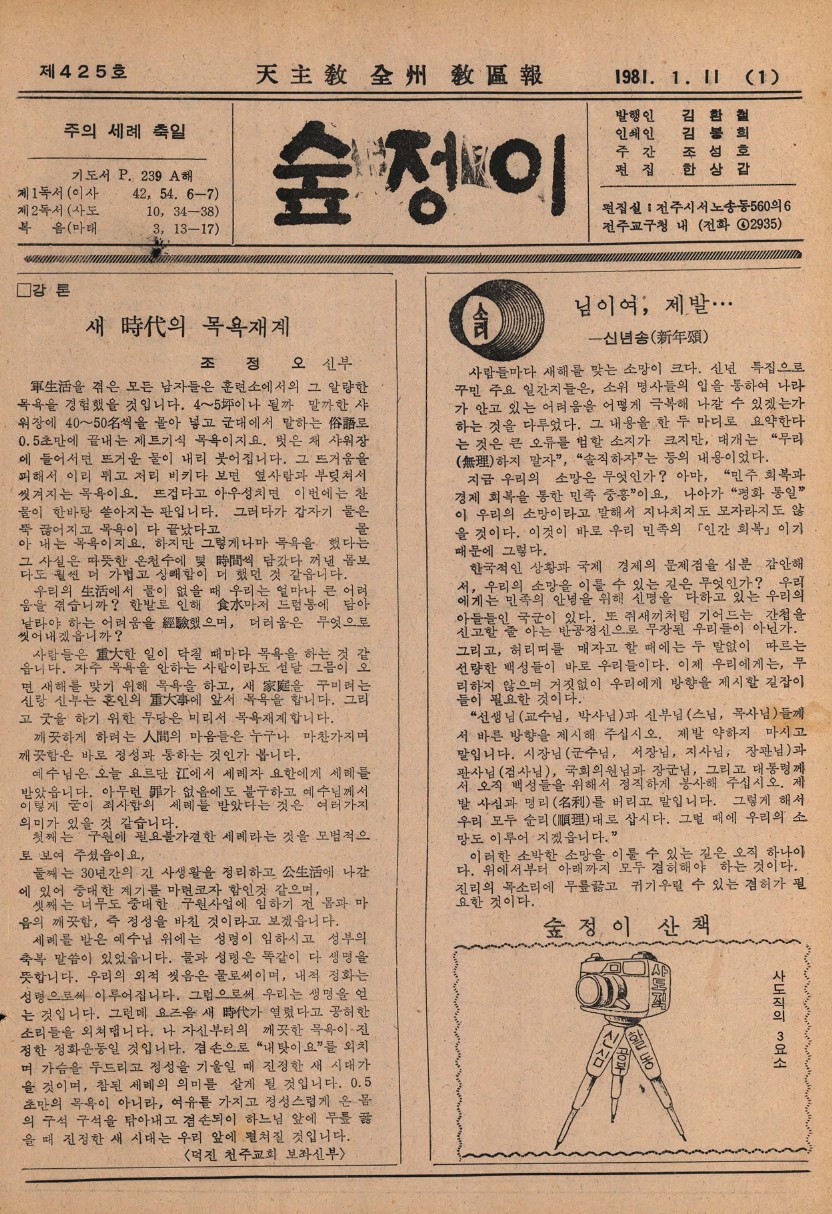 제425호
天主敎 全州 敎區報
1981. 1. 11 (1)
주의 세례 축일
기도서 P. 239 A해
제1독서(이사 42, 54. 6—7)
제2독서(사도 10, 34—38)
복 음(마태 3, 13—17)
숲정이
발행인 김 환 철
인쇄인 김 봉 희
주 간 조 성 호
편 집 한 상 갑
편집실 : 전주시서노송동560의6
전주교구청 내 (전화 ④2935)
□강 론
새 時代의 목욕재계
조 정 오 신부
軍生活을 겪은 모든 남자들은 훈련소에서의 그 알량한
목욕을 경험했을 것입니다. 4~5坪이나 될까 말까한 샤
워장에 40~50名씩을 몰아 넣고 군대에서 말하는 俗語로
0.5초만에 끝내는 제트기식 목욕이지요. 벗은 채 샤워장
에 들어서면 뜨거운 물이 내리 붓어집니다. 그 뜨거움을
피해서 이리 뛰고 저리 비키다 보면 옆사람과 부딪쳐서
씻겨지는 목욕이요. 뜨겁다고 아우성치면 이번에는 찬
물이 한바탕 쏟아지는 판입니다. 그러다가 갑자기 물은
뚝 끊어지고 목욕이 다 끝났다고 몰
아 내는 목욕이지요. 하지만 그렇게나마 목욕을 했다는
그 사실은 따뜻한 온천수에 몇 時間씩 담갔다 꺼낸 몸보
다도 훨씬 더 가볍고 상쾌함이 더 했던 것 같읍니다.
우리의 生活에서 물이 없을 때 우리는 얼마나 큰 어려
움을 겪습니까? 한발로 인해 食水마저 드럼통에 담아
날라야 하는 어려움을 經驗했으며, 더러움은 무엇으로
씻어내겠읍니까?
사람들은 重大한 일이 닥칠 때마다 목욕을 하는 것 같
읍니다. 자주 목욕을 안하는 사람이라도 섣달 그믐이 오
면 새해를 맞기 위해 목욕을 하고, 새 家庭을 꾸미려는
신랑 신부는 혼인의 重大事에 앞서 목욕을 합니다. 그리
고 굿을 하기 위한 무당은 미리서 목욕재계합니다.
깨끗하게 하려는 人間의 마음들은 누구나 마찬가지며
깨끗함은 바로 정성과 통하는 것인가 봅니다.
예수님은 오늘 요르단 江에서 세례자 요한에게 세례를
받았읍니다. 아무런 罪가 없음에도 불구하고 예수님께서
이렇게 굳이 죄사함의 세례를 받았다는 것은 여러가지
의미가 있을 것 같습니다.
첫째는 구원에 필요불가결한 세례라는 것을 모범적으
로 보여 주셨음이요,
둘째는 30년간의 긴 사생활을 정리하고 公生活에 나감
에 있어 중대한 계기를 마련코자 함인것 같으며,
셋째는 너무도 중대한 구원사업에 임하기 전 몸과 마
음의 깨끗함, 즉 정성을 바친 것이라고 보겠읍니다.
세례를 받은 예수님 위에는 성령이 임하시고 성부의
축복 말씀이 있었읍니다. 물과 성령은 똑같이 다 생명을
뜻합니다. 우리의 외적 씻음은 물로써이며, 내적 정화는
성령으로써 이루어집니다. 그럼으로써 우리는 생명을 얻
는 것입니다. 그런데 요즈음 새 時代가 열렸다고 공허한
소리들을 외쳐댑니다. 나 자신부터의 깨끗한 목욕이 진
정한 정화운동일 것입니다. 겸손으로 “내탓이요”를 외치
며 가슴을 두드리고 정성을 기울일 때 진정한 새 시대가
올 것이며, 참된 세례의 의미를 살게 될 것입니다. 0.5
초만의 목욕이 아니라, 여유를 가지고 정성스럽게 온 몸
의 구석 구석을 닦아내고 겸손되이 하느님 앞에 무릎 꿇
을 때 진정한 새 시대는 우리 앞에 펼쳐질 것입니다.
〈덕진 천주교회 보좌신부〉
소리
님이여, 제발…
—신년송(新年頌)
사람들마다 새해를 맞는 소망이 크다. 신년 특집으로
꾸민 주요 일간지들은, 소위 명사들의 입을 통하여 나라
가 안고 있는 어려움을 어떻게 극복해 나갈 수 있겠는가
하는 것을 다루었다. 그 내용을 한 두 마디로 요약한다
는 것은 큰 오류를 범할 소지가 크지만, 대개는 “무리
(無理)하지 말자”, “솔직하자”는 등의 내용이었다.
지금 우리의 소망은 무엇인가? 아마, “민주 회복과
경제 회복을 통한 민족 중흥”이요, 나아가 “평화 통일”
이 우리의 소망이라고 말해서 지나치지도 모자라지도 않
을 것이다. 이것이 바로 우리 민족의 「인간 회복」이기
때문에 그렇다.
한국적인 상황과 국제 경제의 문제점을 십분 감안해
서, 우리의 소망을 이룰 수 있는 길은 무엇인가? 우리
에게는 민족의 안녕을 위해 신명을 다하고 있는 우리의
아들들인 국군이 있다. 또 쥐새끼처럼 기어드는 간첩을
신고할 줄 아는 반공정신으로 무장된 우리들이 아닌가.
그리고, 허리띠를 매자고 할 때에는 두 말없이 따르는
선량한 백성들이 바로 우리들이다. 이제 우리에게는, 무
리하지 않으며 거짓없이 우리에게 방향을 제시할 길잡이
들이 필요한 것이다.
“선생님(교수님, 박사님)과 신부님(스님, 목사님)들께
서 바른 방향을 제시해 주십시오. 제발 약하지 마시고
말입니다. 시장님(군수님, 서장님, 지사님, 장관님)과
판사님(검사님), 국회의원님과 장군님, 그리고 대통령께
서 오직 백성들을 위해서 정직하게 봉사해 주십시오. 제
발 사심과 명리(名利)를 버리고 말입니다. 그렇게 해서
우리 모두 순리(順理)대로 삽시다. 그럴 때에 우리의 소
망도 이루어 지겠읍니다.”
이러한 소박한 소망을 이룰 수 있는 길은 오직 하나이
다. 위에서부터 아래까지 모두 겸허해야 하는 것이다.
진리의 목소리에 무릎꿇고 귀기우릴 수 있는 겸허가 필
요한 것이다.
숲정이 산책
사도직
신심
공부
활동
사도직의 3요소